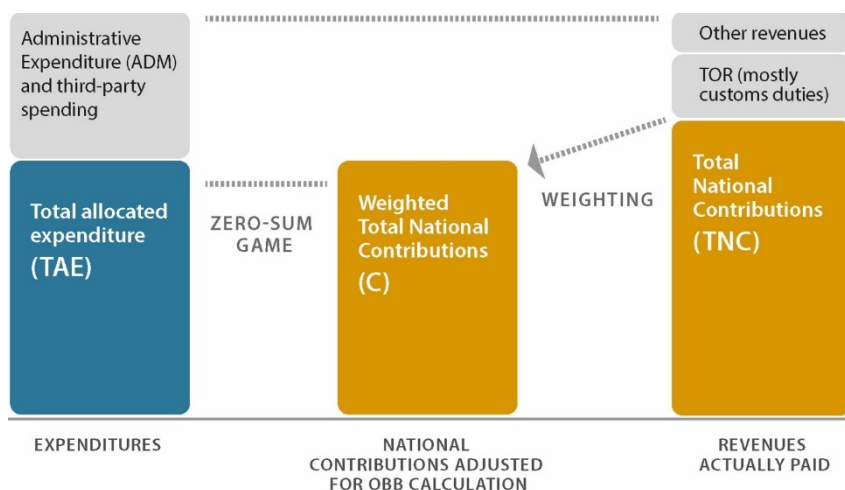 Administrative
Expenditure (ADM)
and third-party
spending
Other revenues
TOR (mostly
customs duties)
Total allocated
expenditure
(TAE)
ZERO-SUM
GAME
Weighted
Total National
Contributions
(C)
WEIGHTING
Total
National
Contributions
(TNC)
EXPENDITURES
NATIONAL
CONTRIBUTIONS ADJUSTED
FOR OBB CALCULATION
REVENUES
ACTUALLY PAID